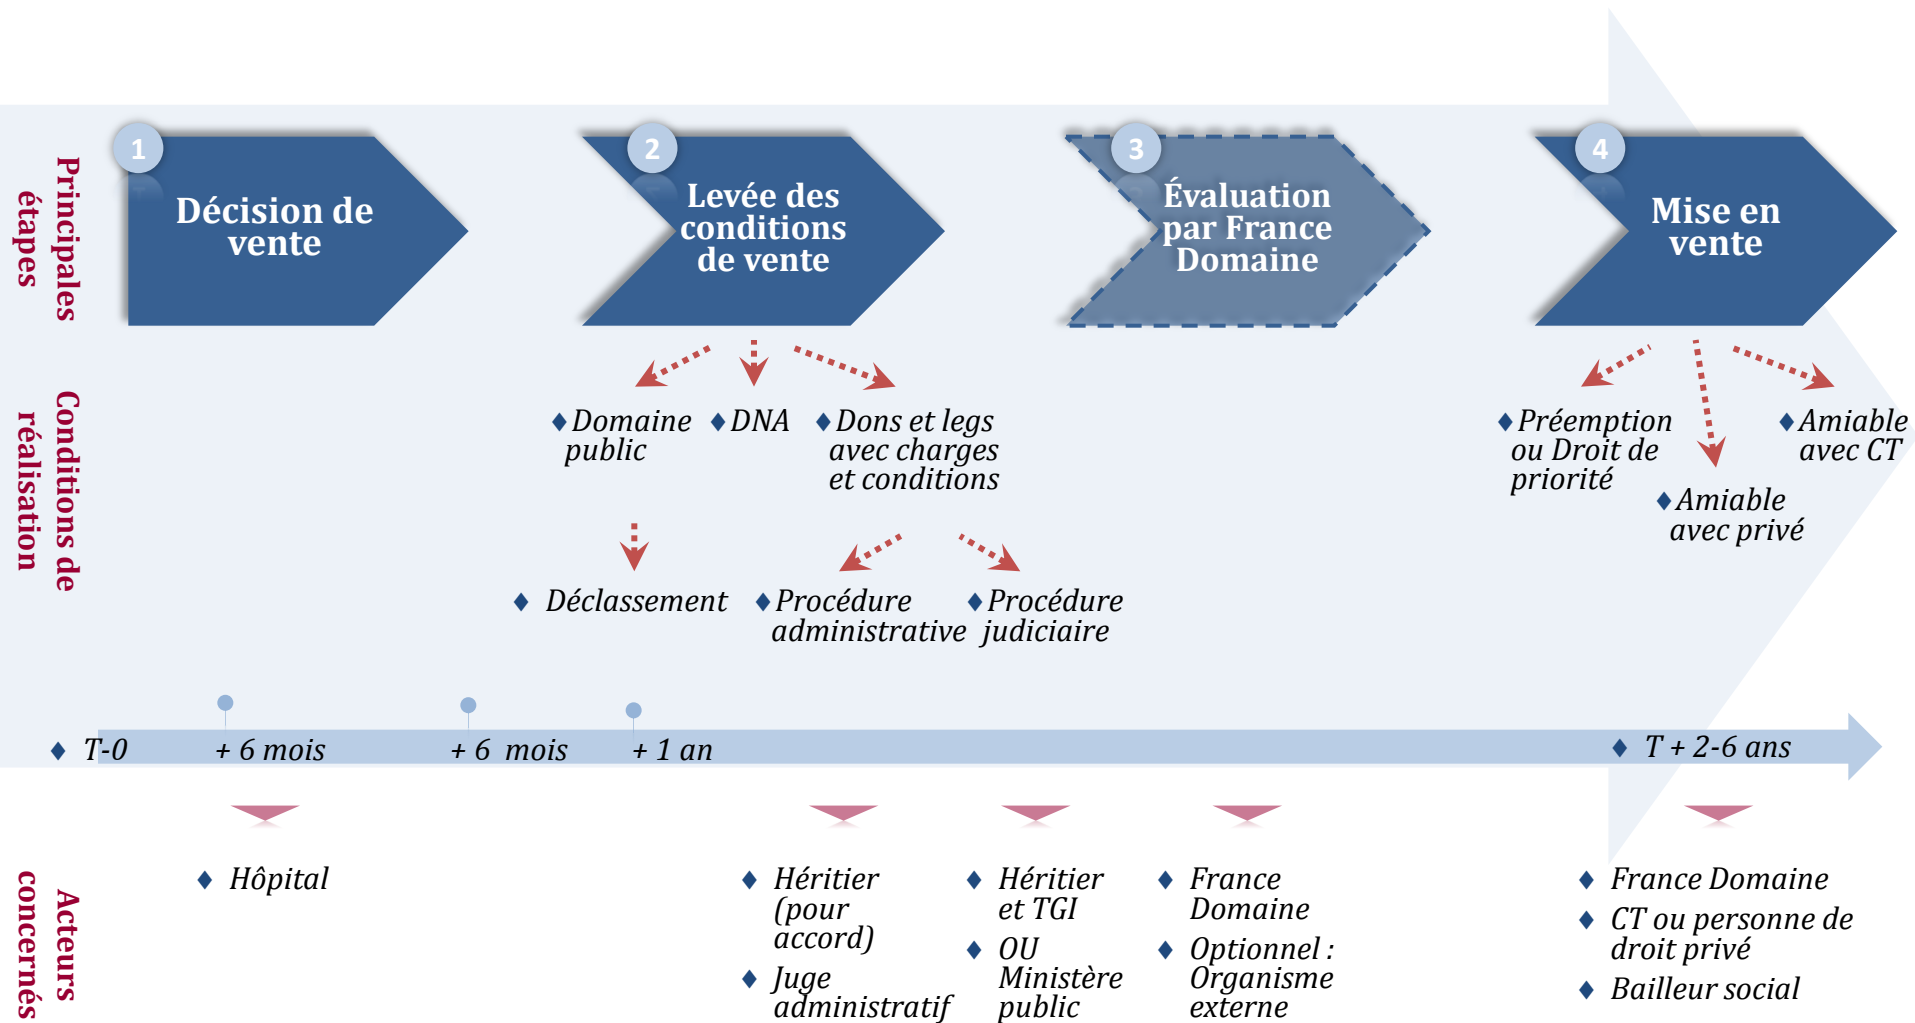 Principales
étapes
1
Décision de
vente
2
Levée des
conditions
de vente
3
Évaluation
par France
Domaine
4
Mise en
vente
Conditions de
réalisation
Domaine
public
DNA
Dons et legs
avec charges
et conditions
Déclassement
Procédure
administrative
Procédure
judiciaire
Préemption
ou Droit de
priorité
Amiable
avec privé
Amiable
avec CT
T-0
+ 6 mois
+ 6 mois
+ 1 an
T + 2-6 ans
Acteurs
concernés
Hôpital
Héritier
(pour
accord)
Juge
administratif
Héritier
et TGI
OU
Ministère
public
France
Domaine
Optionnel :
Organisme
externe
France Domaine
CT ou personne de
droit privé
Bailleur social